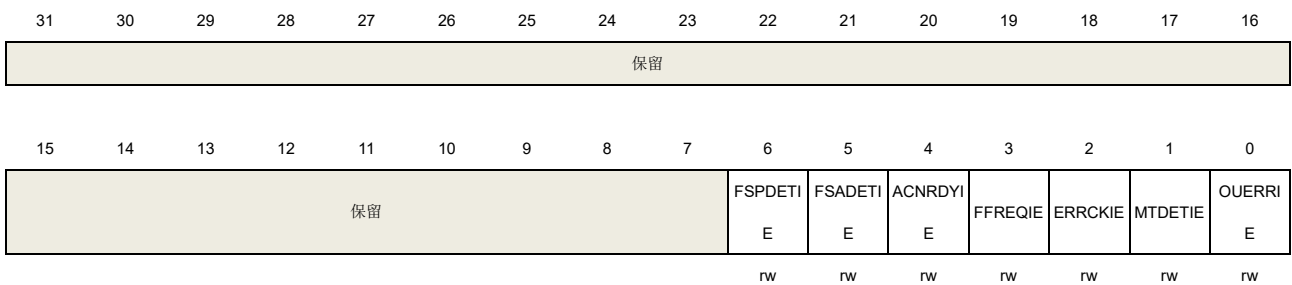 31 30 29 28 27 26 25 24 23 22 21 20 19 18 17 16
保留
15 14 13 12 11 10 9 8 7 6 5 4 3 2 1 0
保留 FSPDETI FSADETI ACNRDYI FFREQIE ERRCKIE MTDETIE OUERRI
E E E E
rw rw rw rw rw rw rw